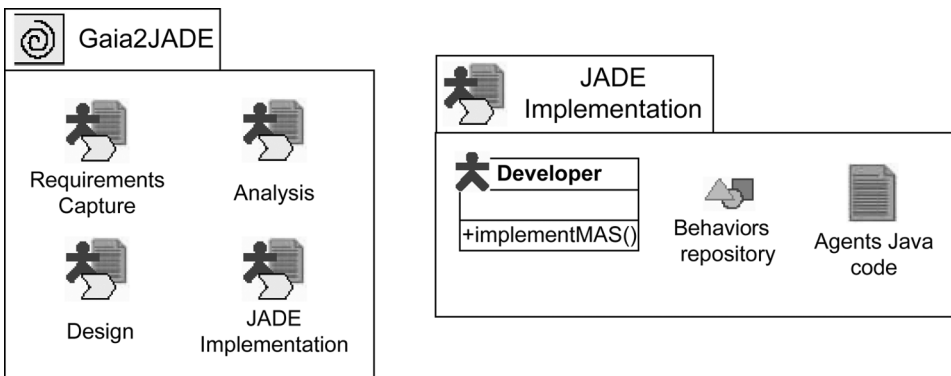 Gaia2JADE
Requirements
Capture
Analysis
Design
JADE
Implementation
JADE
Implementation
Developer
+implementMAS()
Behaviors
repository
Agents Java
code